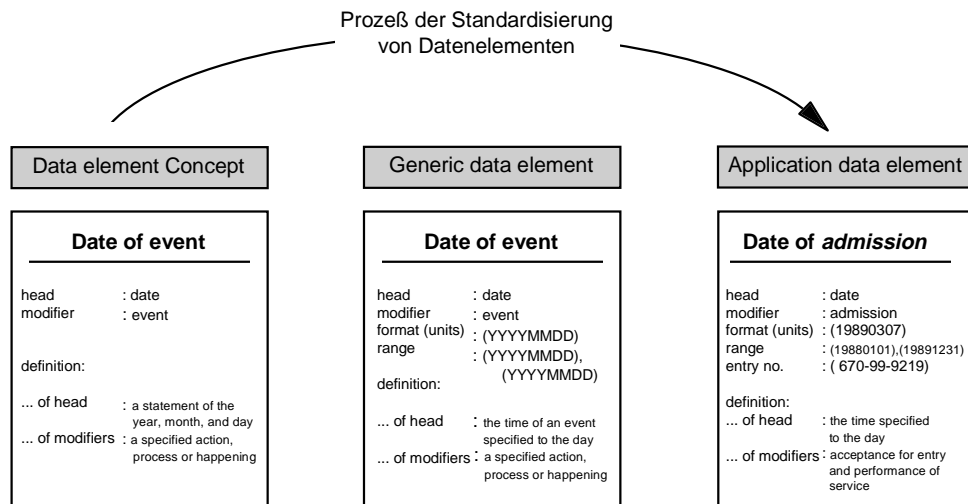 Prozeß der Standardisierung
von Datenelementen
Data element Concept
Generic data element
Application data element
Date of event
head : date
modifier : event
definition:
... of head : a statement of the
year, month, and day
... of modifiers : a specified action,
process or happening
Date of event
head : date
modifier : event
format (units) : (YYYYMMDD)
range : (YYYYMMDD),
(YYYYMMDD)
definition:
... of head : the time of an event
specified to the day
... of modifiers : a specified action,
process or happening
Date of admission
head : date
modifier : admission
format (units) : (19890307)
range : (19880101),(19891231)
entry no. : ( 670-99-9219)
definition:
... of head : the time specified
to the day
... of modifiers : acceptance for entry
and performance of
service